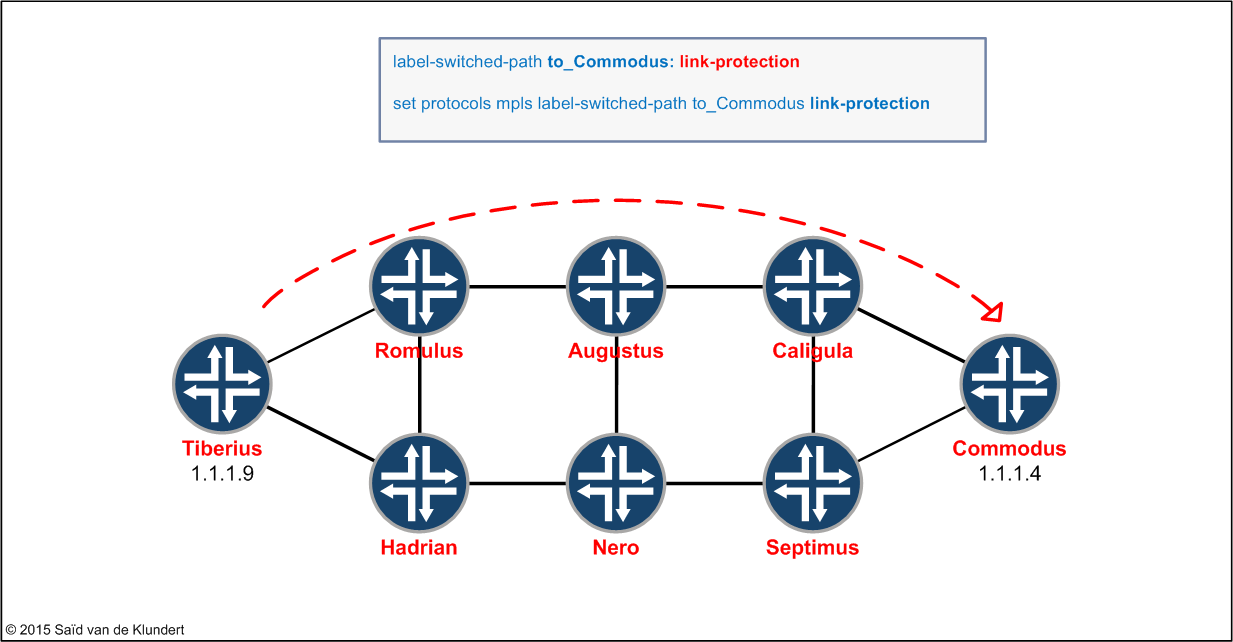 label-switched-path to_Commodus: link-protection
set protocols mpls label-switched-path to_Commodus link-protection
Romulus
Augustus
Caligula
Tiberius
1.1.1.9
Commodus
1.1.1.4
Hadrian
Nero
Septimus
© 2015 Saïd van de Klundert